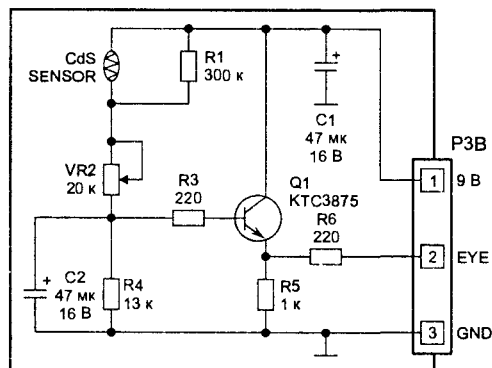 CdS
SENSOR
R1
300 к
C1
47 мк
16 В
P3B
VR2
20 к
R3
220
Q1
KTC3875
R6
220
1
9 В
2
EYE
C2
47 мк
16 В
R4
13 к
R5
1 к
3
GND